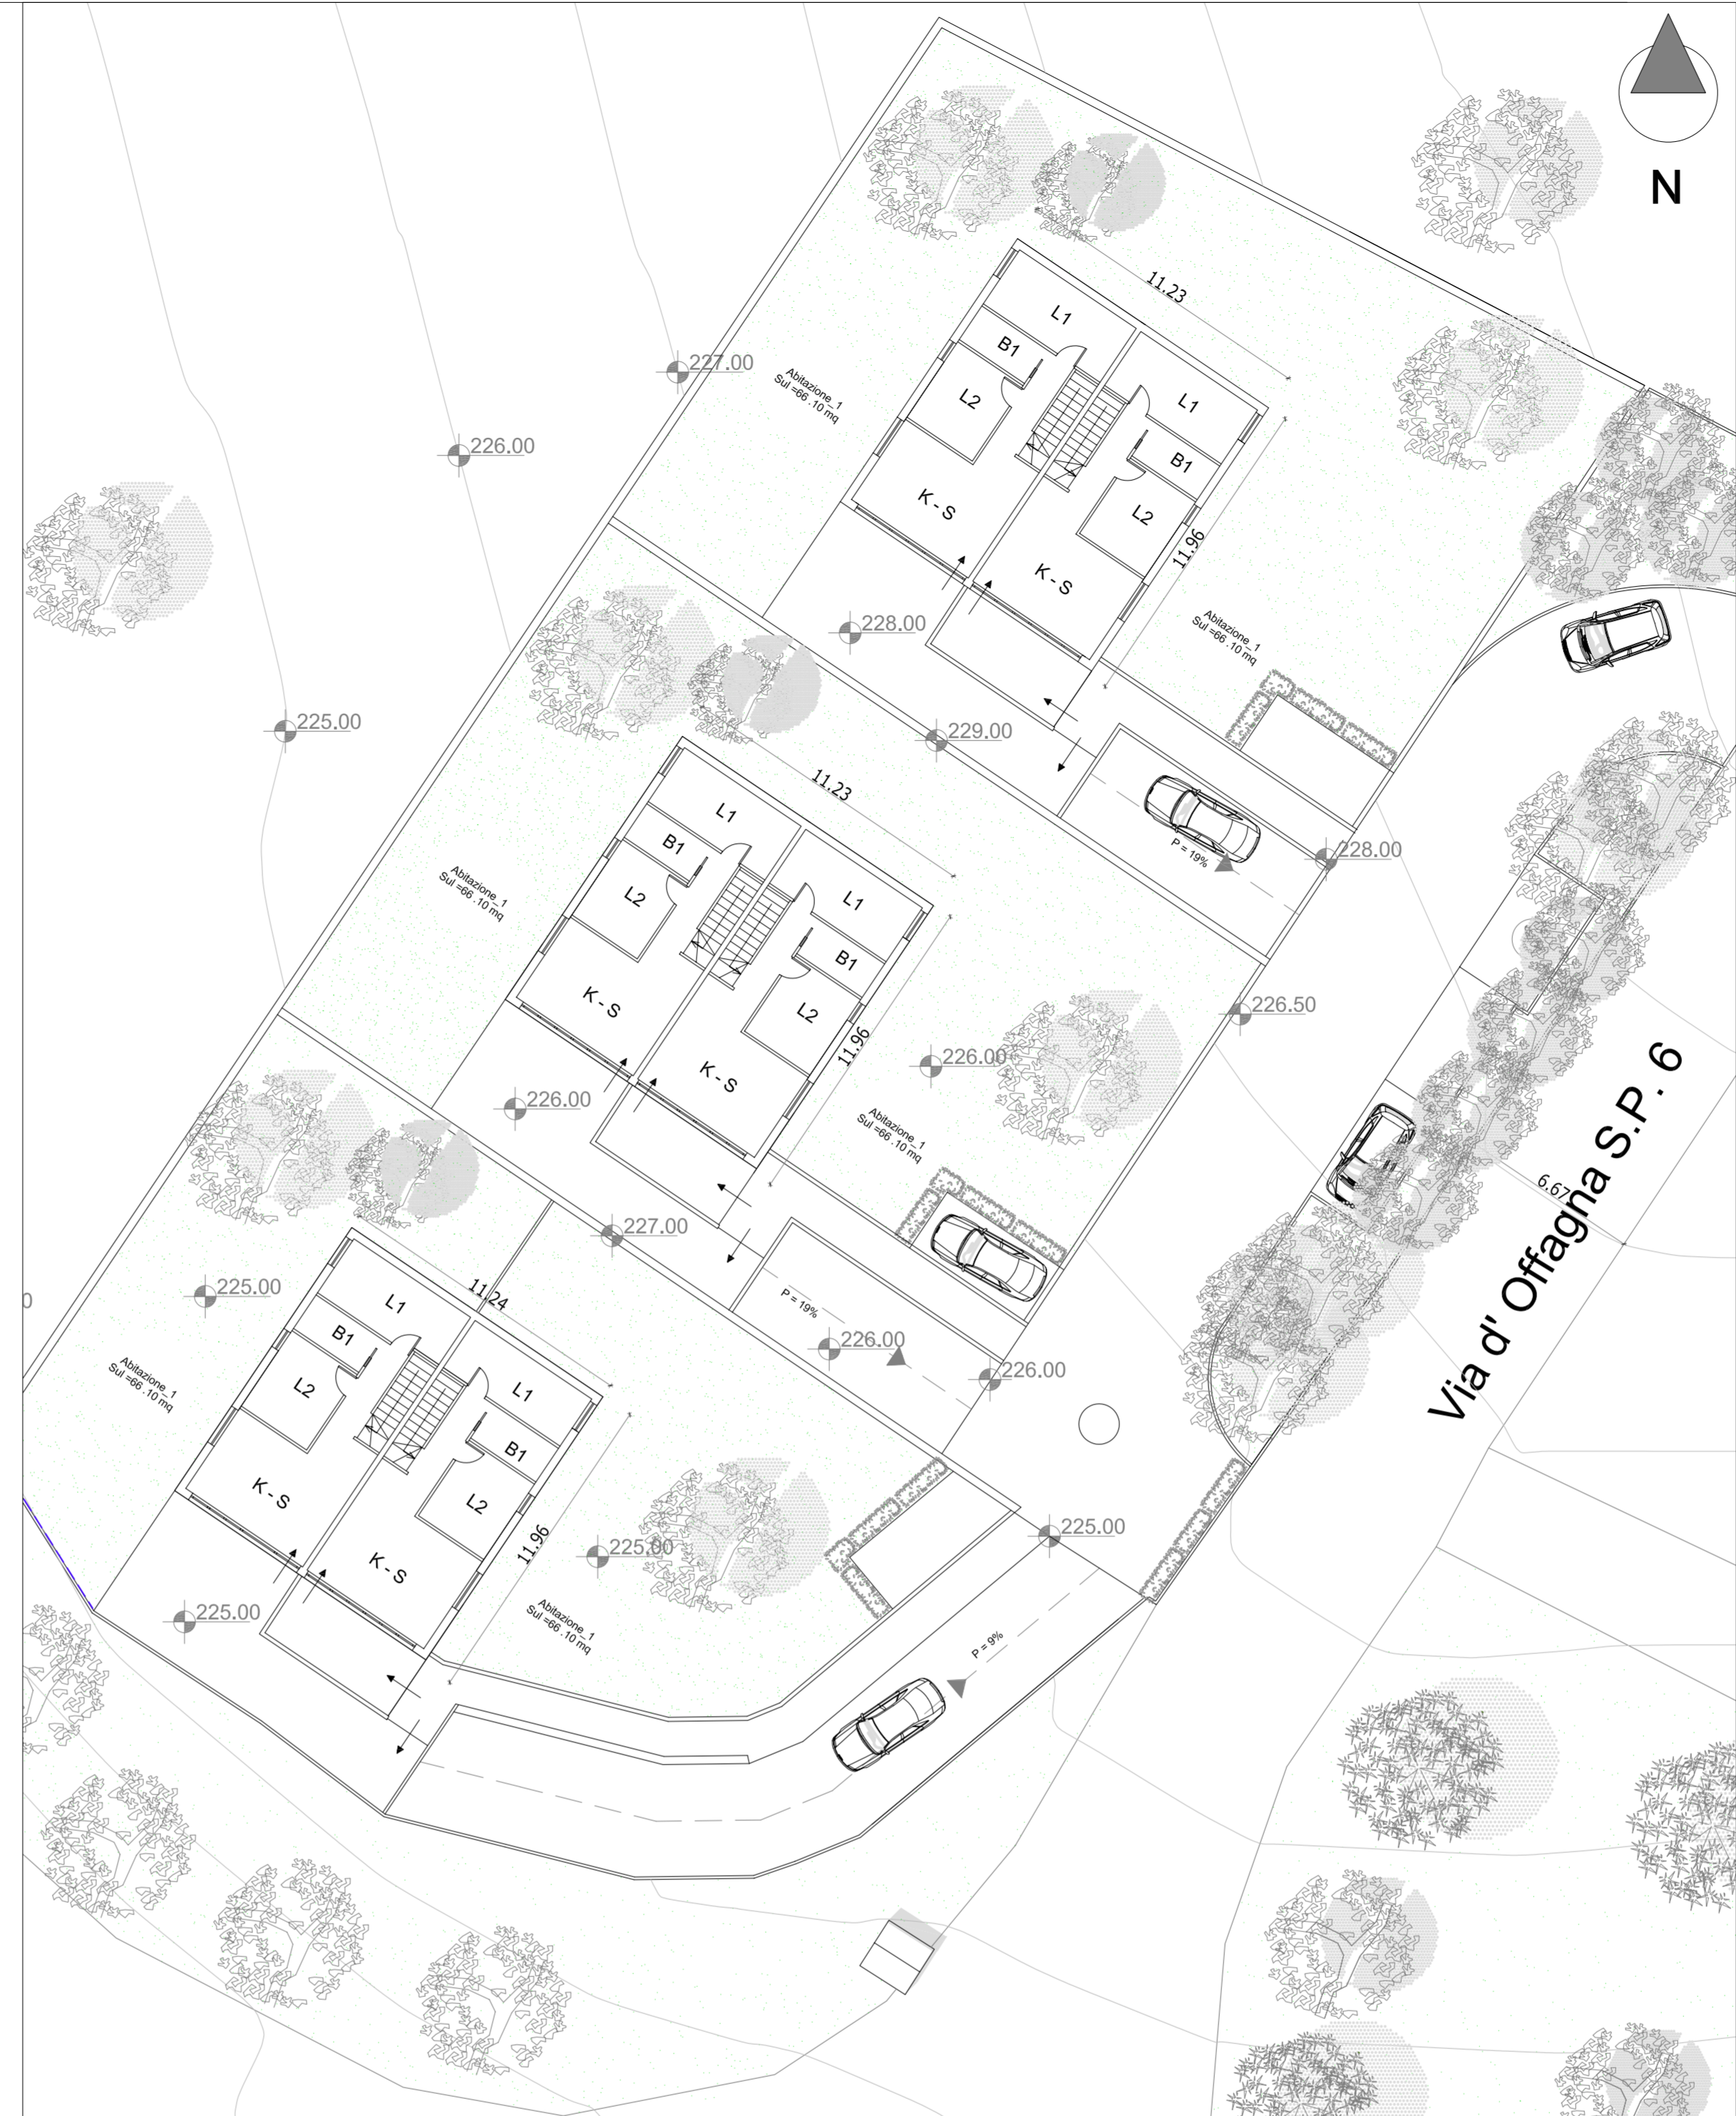 N
11.23
L1
B1
L2
K - S
L1
B1
L2
K - S
11.96
227.00
Abitazione_1
Sul =66 .10 mq
226.00
228.00
Abitazione_1
Sul =66 .10 mq
225.00
229.00
P = 19%
228.00
11.23
L1
B1
L2
K - S
L1
B1
L2
K - S
11.96
Abitazione_1
Sul =66 .10 mq
226.50
226.00
226.00
Abitazione_1
Sul =66 .10 mq
Via d' Offagna S.P. 6
6.67
227.00
P = 19%
226.00
226.00
225.00
0
11.24
L1
B1
L2
K - S
L1
B1
L2
K - S
11.96
Abitazione_1
Sul =66 .10 mq
225.00
225.00
225.00
Abitazione_1
Sul =66 .10 mq
P = 9%